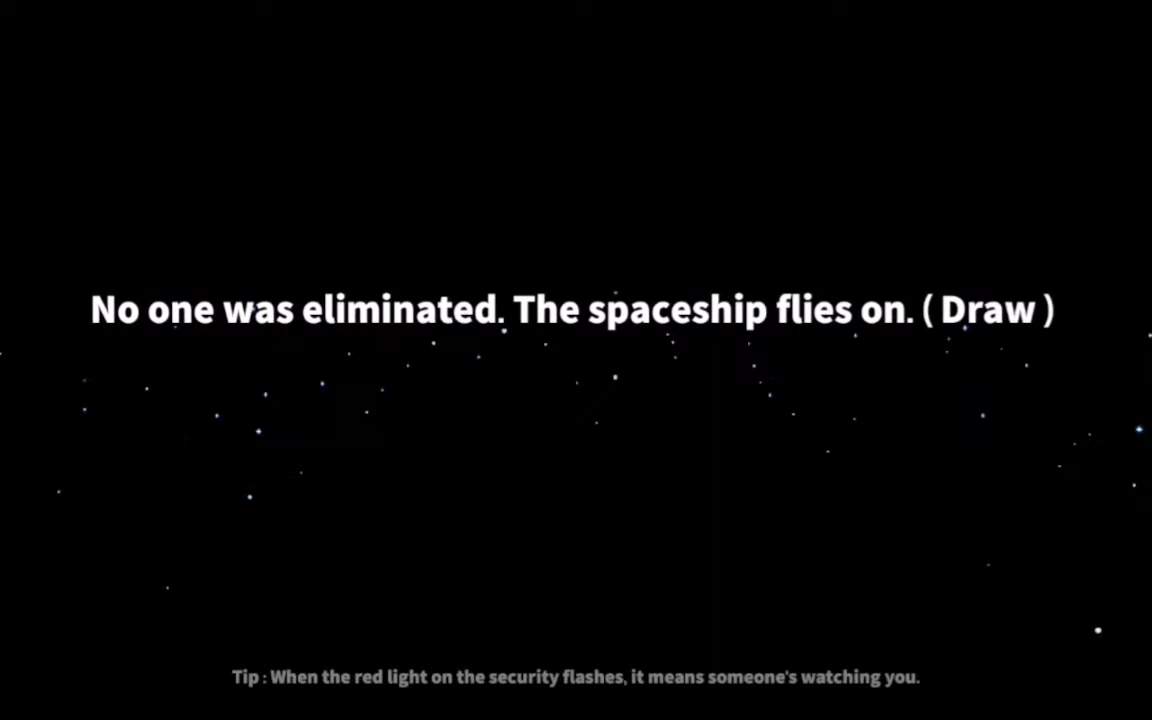 No one was eliminated. The spaceship flies on. ( Draw )
Tip : When the red light on the security flashes, it means someone's watching you.